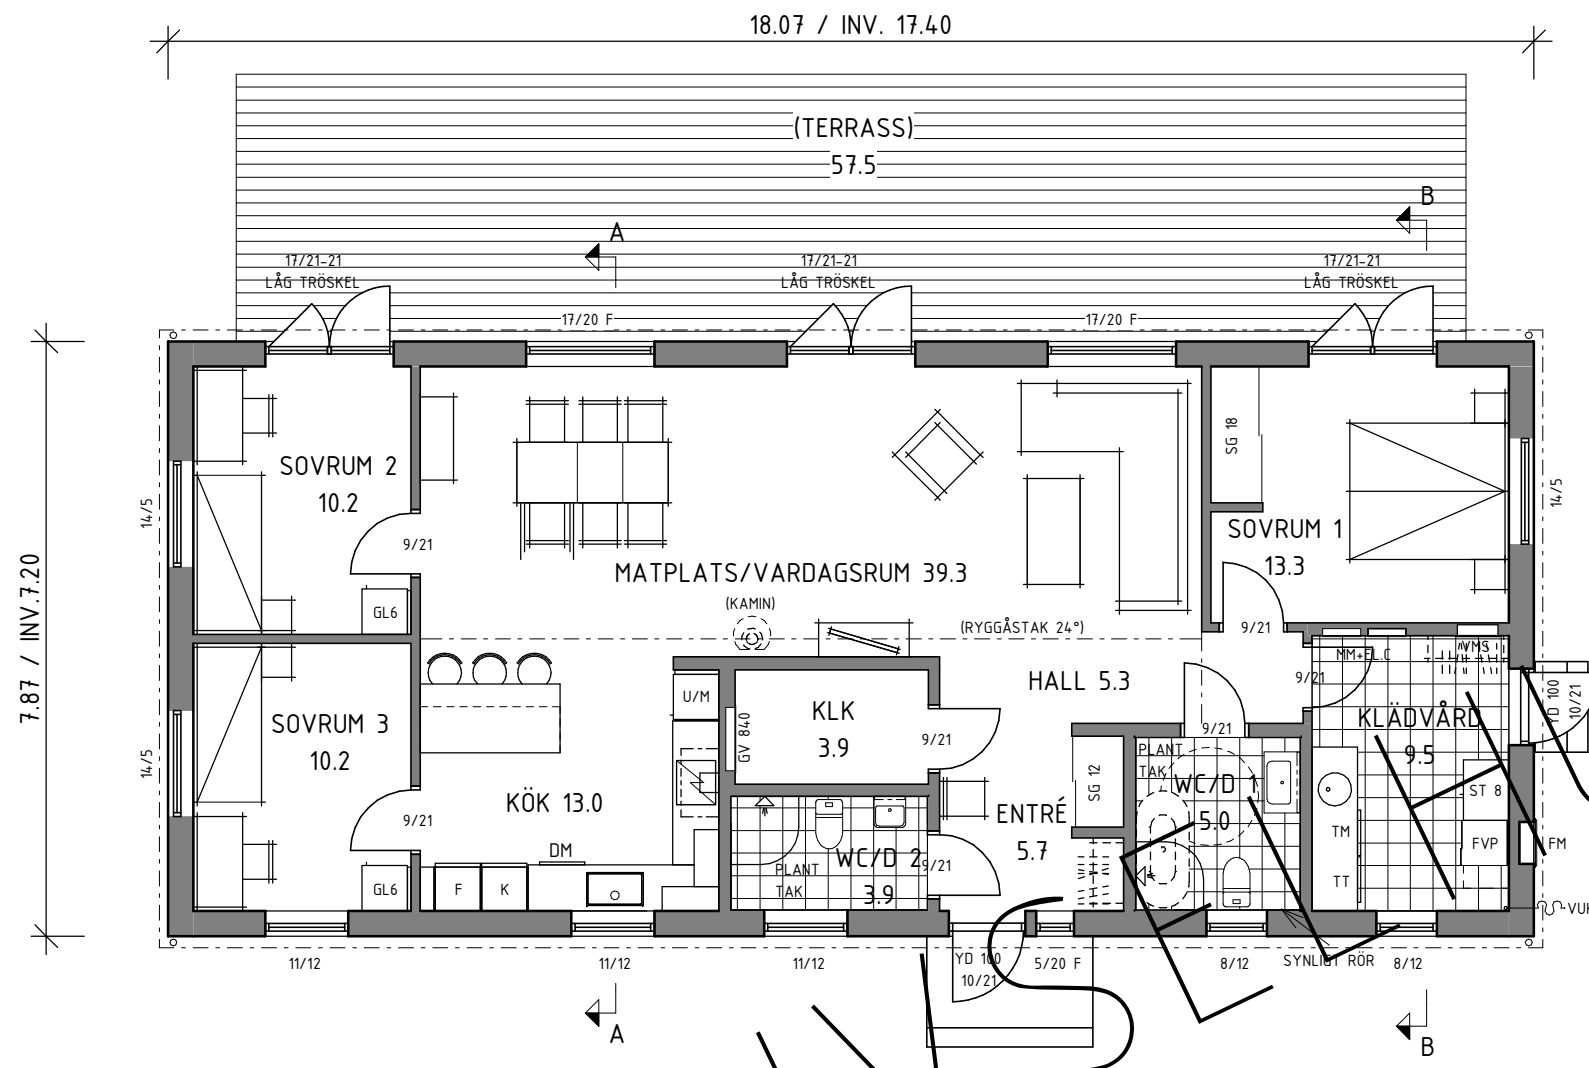 18.07 / INV. 17.40
(TERRASS)
57.5
B
A
17/21-21
LÅG TRÖSKEL
17/21-21
LÅG TRÖSKEL
17/21-21
LÅG TRÖSKEL
17/20 F
17/20 F
7.87 / INV.7.20
14/5
SOVRUM 2
10.2
9/21
GL6
MATPLATS/VARDAGSRUM 39.3
(KAMIN)
(RYGGÅSTAK 24°)
SG 18
SOVRUM 1
13.3
14/5
9/21
MM+EL.C
VMS
9/21
14/5
SOVRUM 3
10.2
9/21
GL6
U/M
GV 840
KLK
3.9
9/21
HALL 5.3
9/21
KLÄDVÅRD
9.5
YD 100
10/21
KÖK 13.0
DM
F
K
PLANT
TAK
WC/D 2
3.9
9/21
ENTRÉ
5.7
SG 12
PLANT
TAK
WC/D 1
5.0
TM
TT
ST 8
FVP
FM
11/12
11/12
11/12
YD 100
10/21
5/20 F
8/12
SYNLIGT RÖR
8/12
A
B